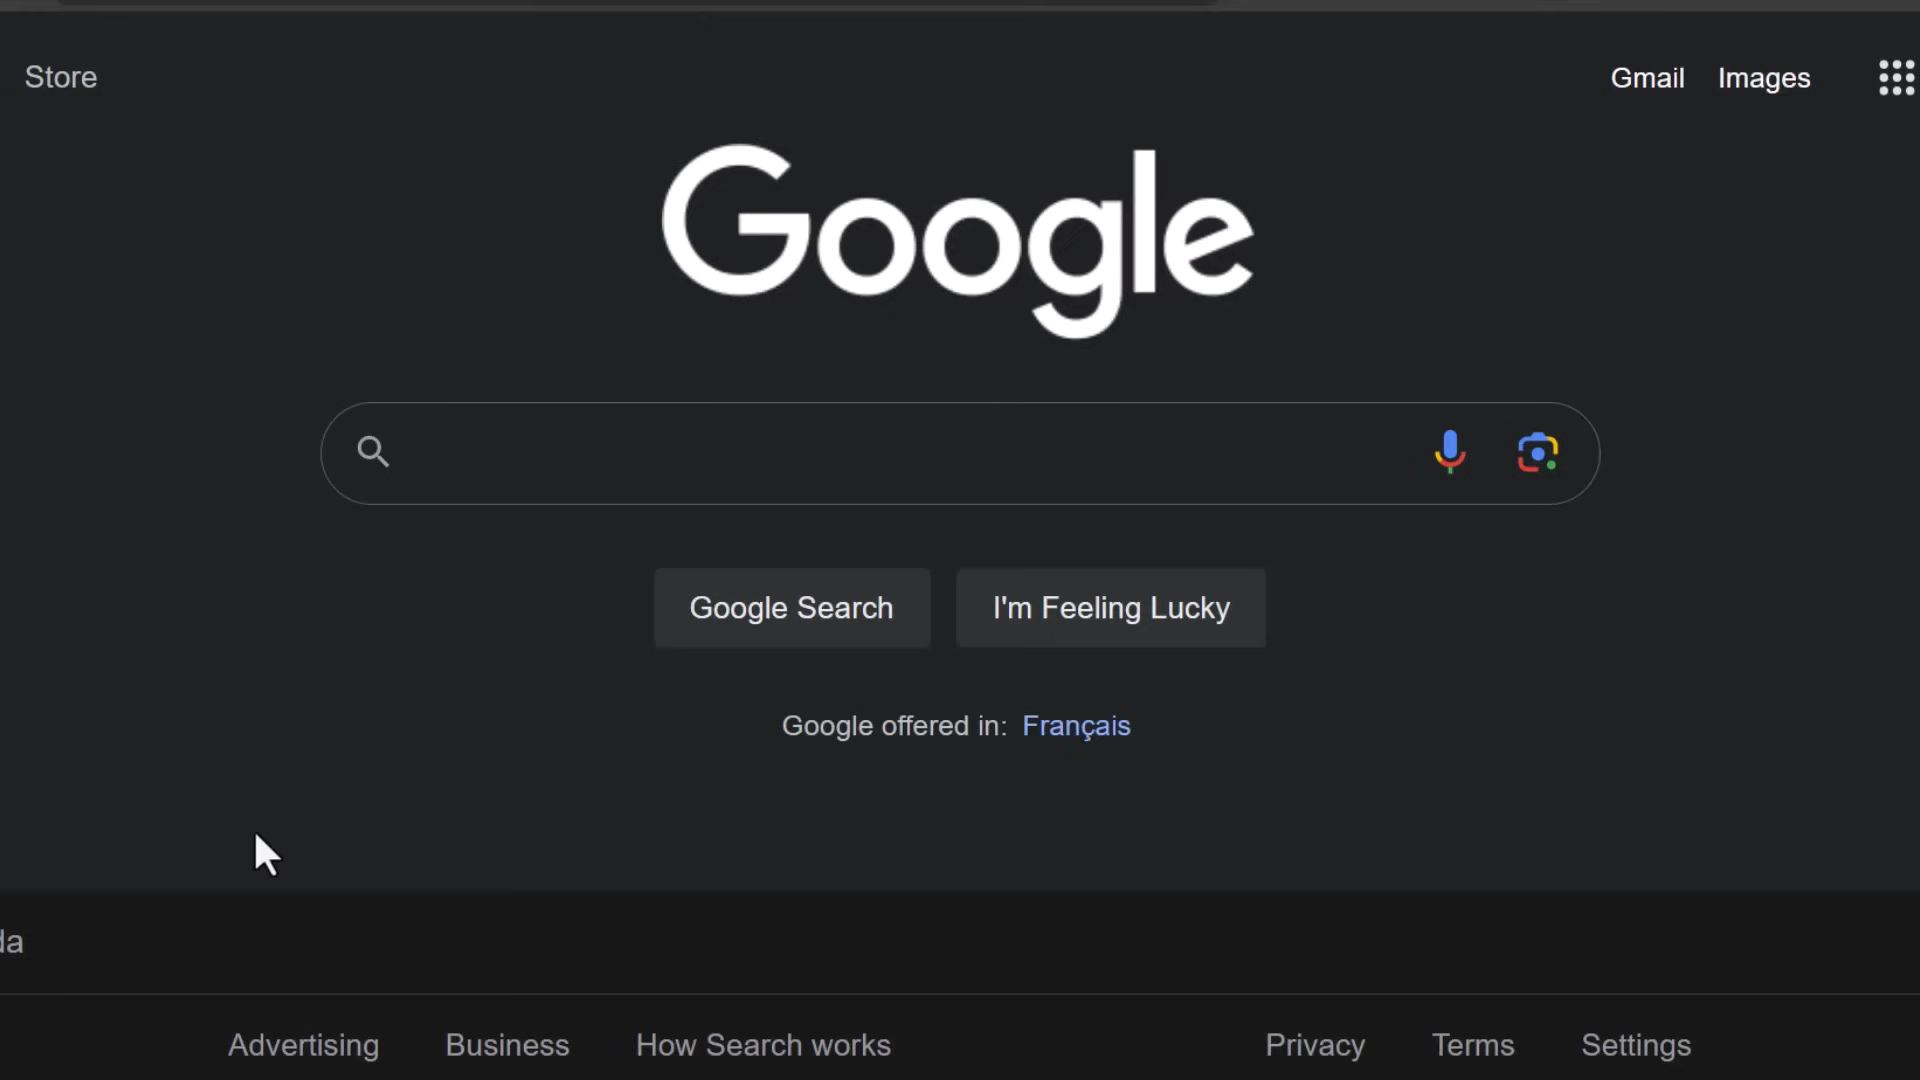 Store
Gmail Images
Google
Google Search
I'm Feeling Lucky
Google offered in: Français
da
Advertising Business How Search works
Privacy Terms Settings